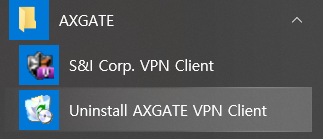 AXGATE
S&I Corp. VPN Client
Uninstall AXGATE VPN Client